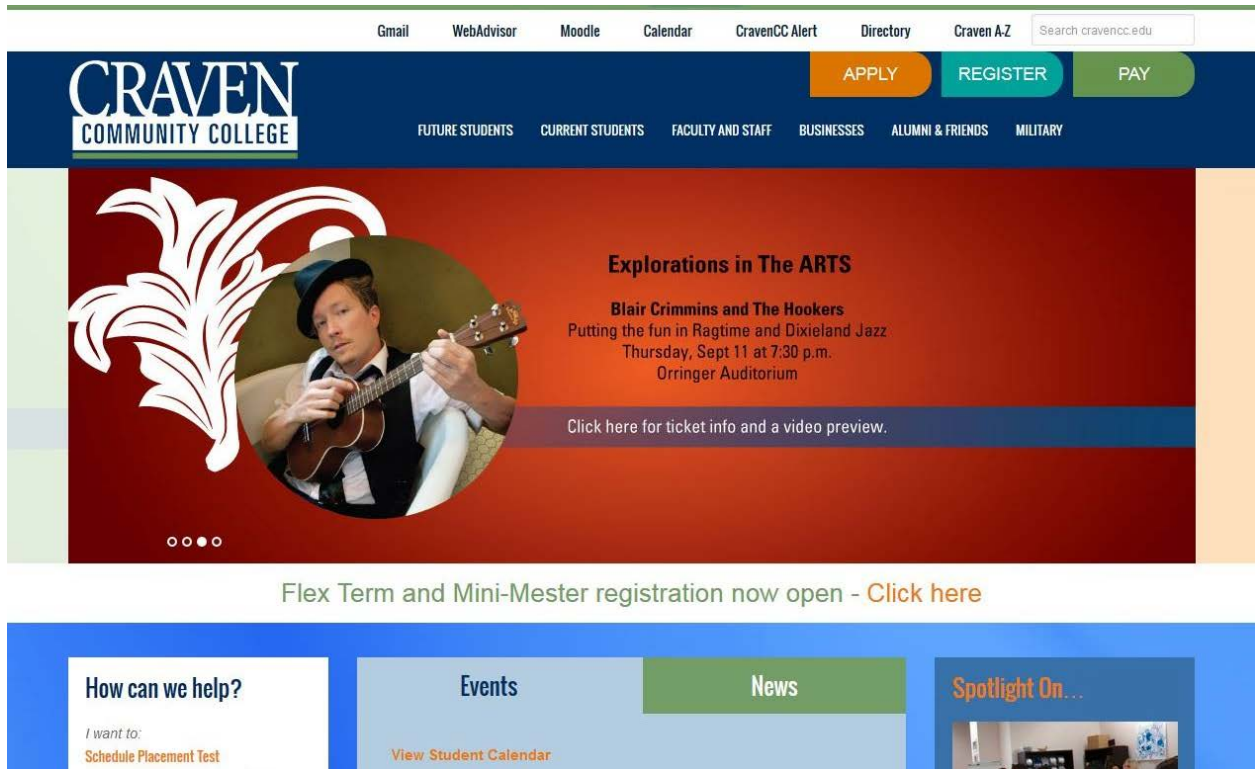 Gmail WebAdvisor Moodle Calendar CravenCC Alert Directory Craven A-Z Search cravencc.edu
APPLY REGISTER PAY
CRAVEN
COMMUNITY COLLEGE
FUTURE STUDENTS CURRENT STUDENTS FACULTY AND STAFF BUSINESSES ALUMNI & FRIENDS MILITARY
Explorations in The ARTS
Blair Crimmins and The Hookers
Putting the fun in Ragtime and Dixieland Jazz
Thursday, Sept 11 at 7:30 p.m.
Orringer Auditorium
Click here for ticket info and a video preview.
Flex Term and Mini-Mester registration now open - Click here
How can we help?
I want to:
Schedule Placement Test
Events News
View Student Calendar
Spotlight On...